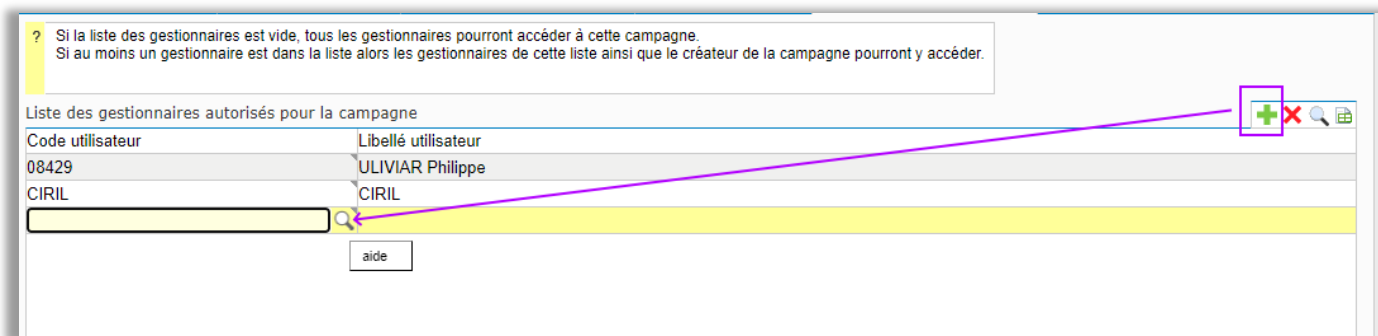 ? Si la liste des gestionnaires est vide, tous les gestionnaires pourront accéder à cette campagne.
Si au moins un gestionnaire est dans la liste alors les gestionnaires de cette liste ainsi que le créateur de la campagne pourront y accéder.
Liste des gestionnaires autorisés pour la campagne
Code utilisateur Libellé utilisateur
08429 ULIVIAR Philippe
CIRIL CIRIL
aide